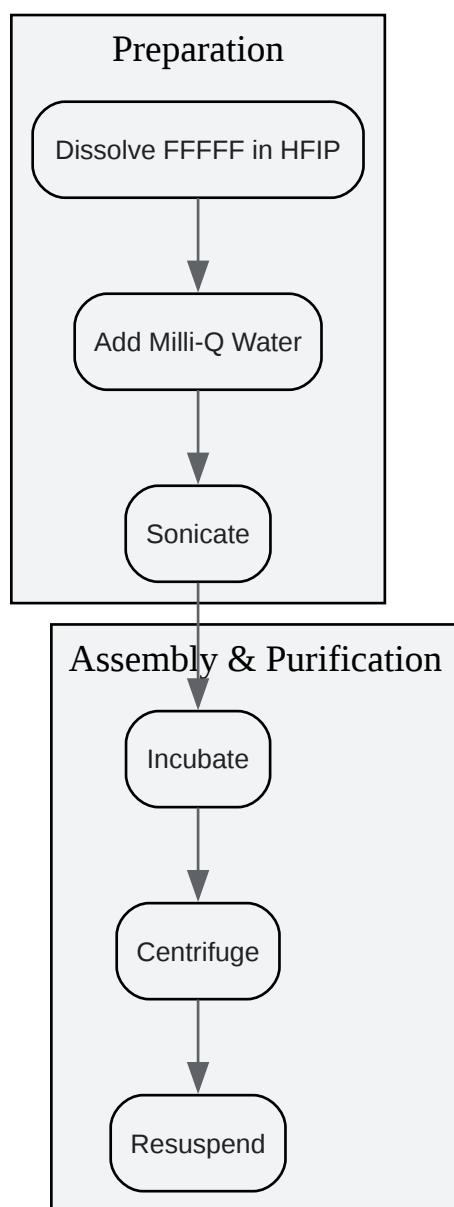 Preparation
Dissolve FFFFF in HFIP
Add Milli-Q Water
Sonicate
Assembly & Purification
Incubate
Centrifuge
Resuspend